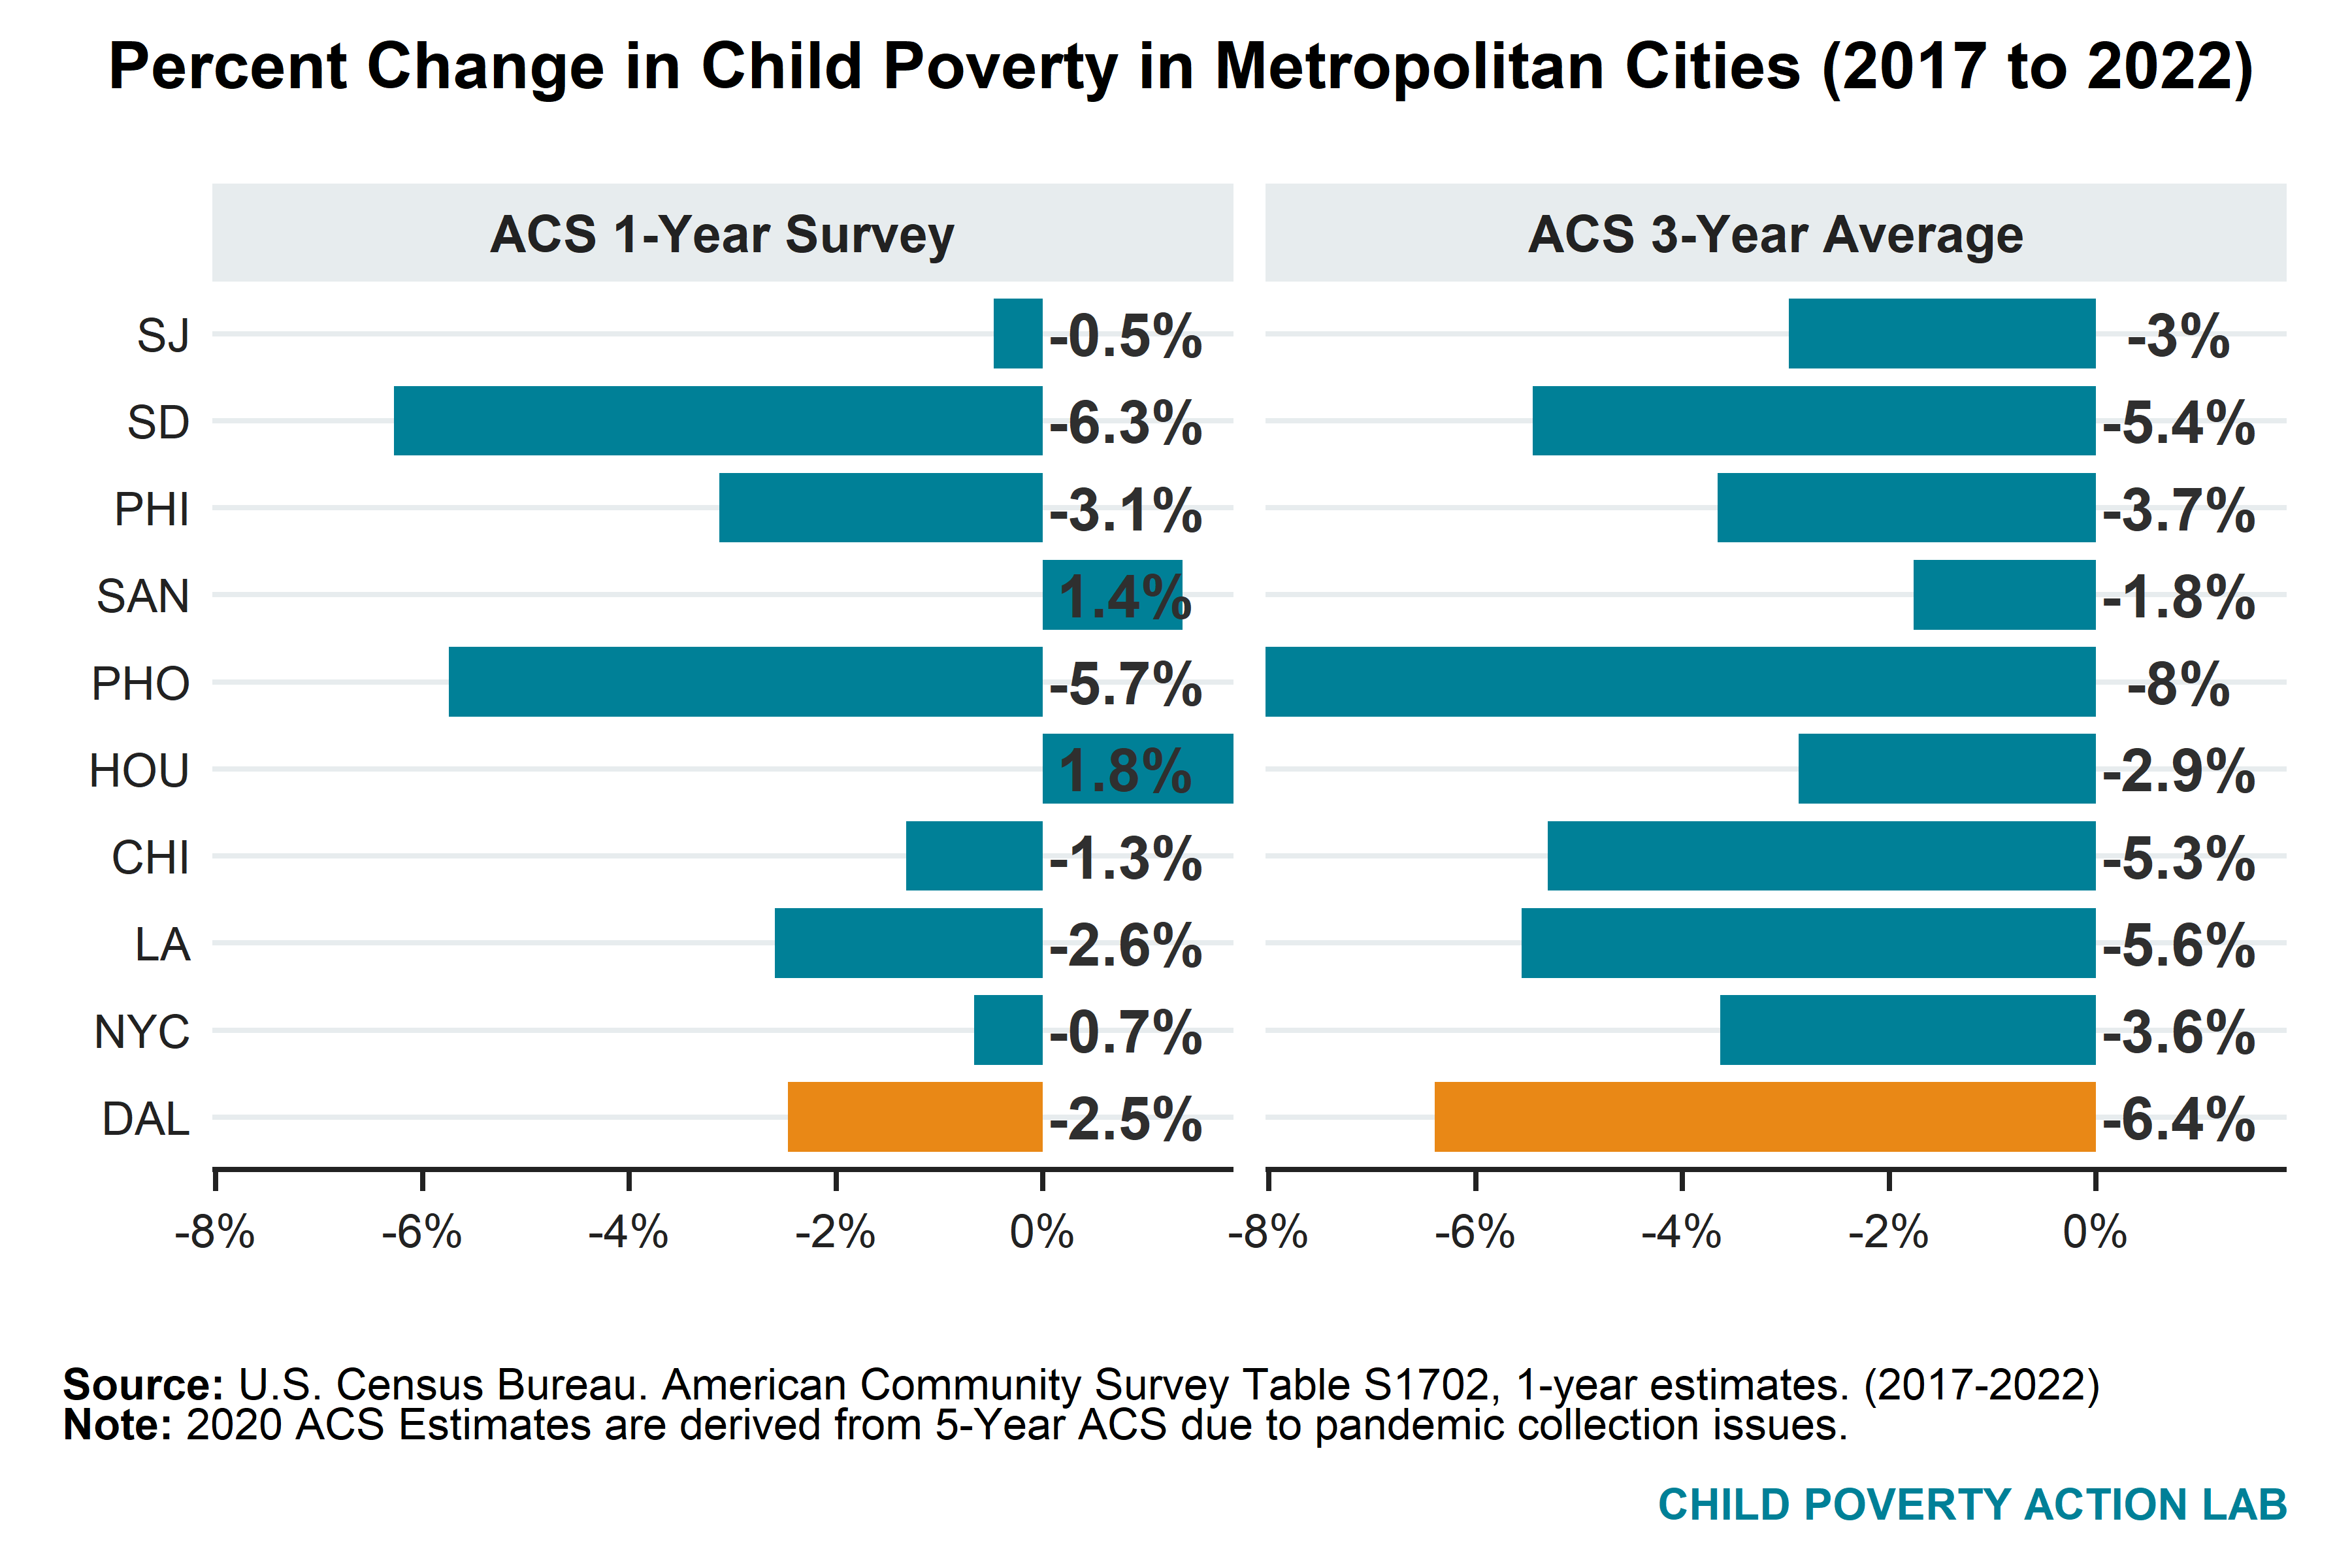 Percent Change in Child Poverty in Metropolitan Cities (2017 to 2022)
ACS 1-Year Survey
ACS 3-Year Average
SJ -0.5% -3%
SD -6.3% -5.4%
PHI -3.1% -3.7%
SAN 1.4% -1.8%
PHO -5.7% -8%
HOU 1.8% -2.9%
CHI -1.3% -5.3%
LA -2.6% -5.6%
NYC -0.7% -3.6%
DAL -2.5% -6.4%
-8% -6% -4% -2% 0% -8% -6% -4% -2% 0%
Source: U.S. Census Bureau. American Community Survey Table S1702, 1-year estimates. (2017-2022)
Note: 2020 ACS Estimates are derived from 5-Year ACS due to pandemic collection issues.
CHILD POVERTY ACTION LAB